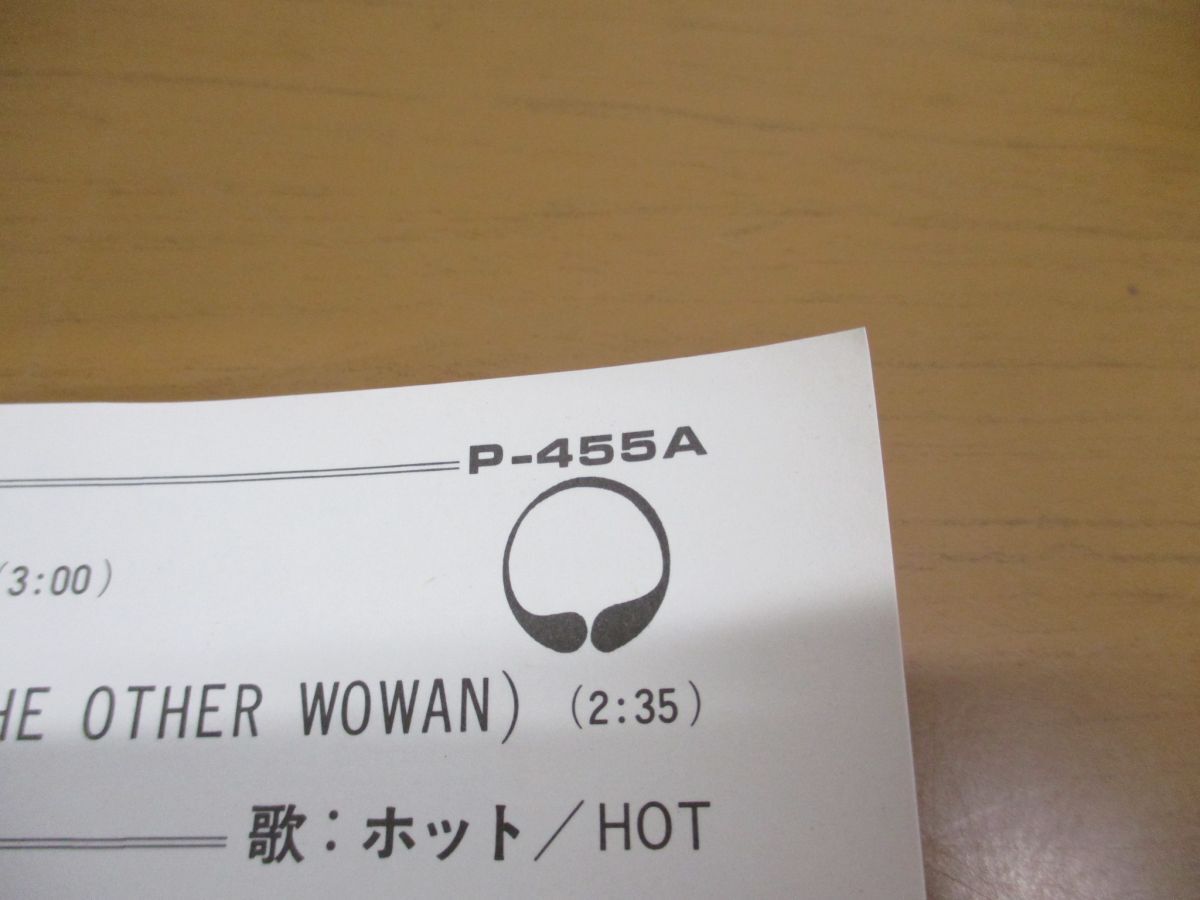 P-455A
(3:00)
HE OTHER WOWAN) (2:35)
歌：ホット／HOT